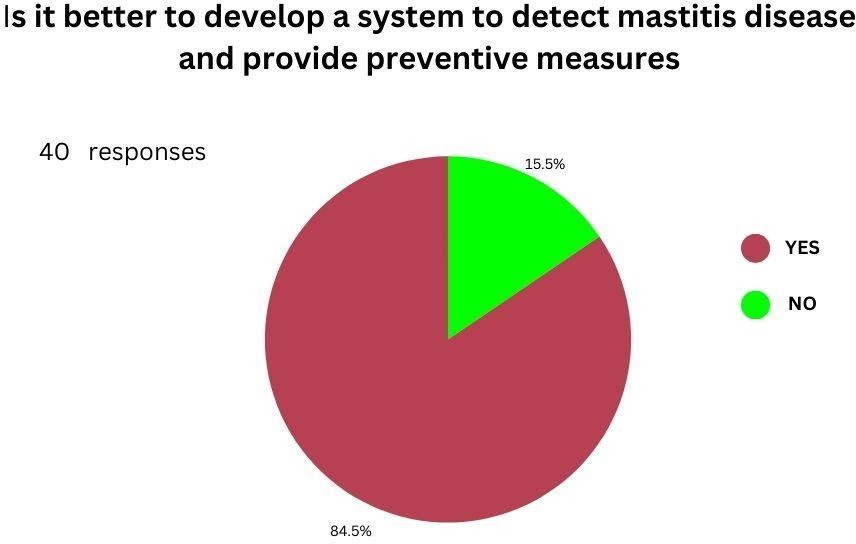 Is it better to develop a system to detect mastitis disease
and provide preventive measures
40 responses
15.5%
YES
NO
84.5%